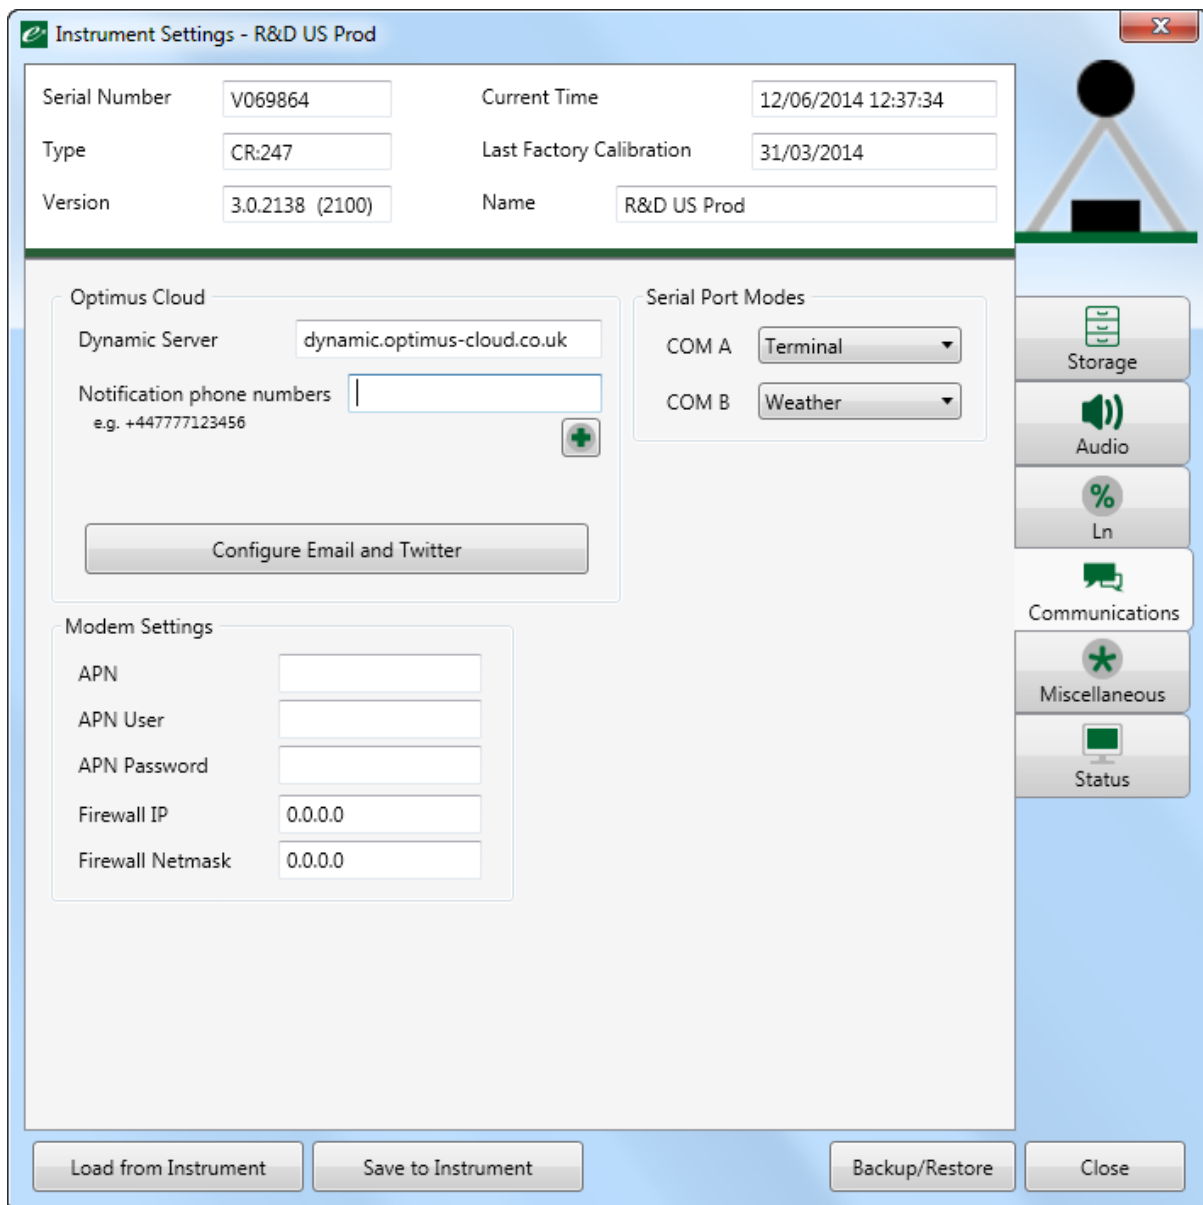 Instrument Settings - R&D US Prod
X
Serial Number V069864 Current Time 12/06/2014 12:37:34
Type CR:247 Last Factory Calibration 31/03/2014
Version 3.0.2138 (2100) Name R&D US Prod
Optimus Cloud
Dynamic Server dynamic.optimus-cloud.co.uk
Notification phone numbers
e.g. +447777123456
Configure Email and Twitter
Serial Port Modes
COM A Terminal
COM B Weather
Modem Settings
APN
APN User
APN Password
Firewall IP 0.0.0.0
Firewall Netmask 0.0.0.0
Storage
Audio
%
Ln
Communications
Miscellaneous
Status
Load from Instrument Save to Instrument Backup/Restore Close